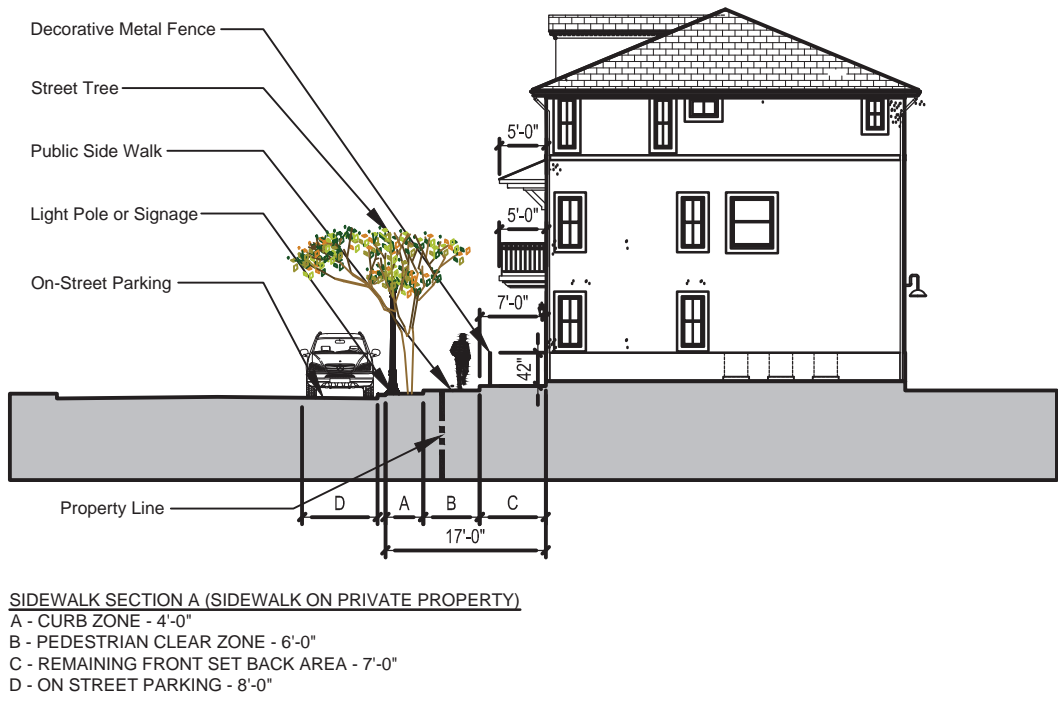 Decorative Metal Fence
Street Tree
Public Side Walk
Light Pole or Signage
On-Street Parking
Property Line
5'-0"
5'-0"
7'-0"
42"
D
A
B
C
17'-0"
SIDEWALK SECTION A (SIDEWALK ON PRIVATE PROPERTY)
A - CURB ZONE - 4'-0"
B - PEDESTRIAN CLEAR ZONE - 6'-0"
C - REMAINING FRONT SET BACK AREA - 7'-0"
D - ON STREET PARKING - 8'-0"